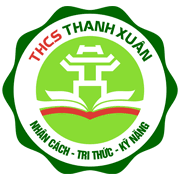 THCS THANH XUÂN
NHÂN CÁCH - TRI THỨC - KỸ NĂNG